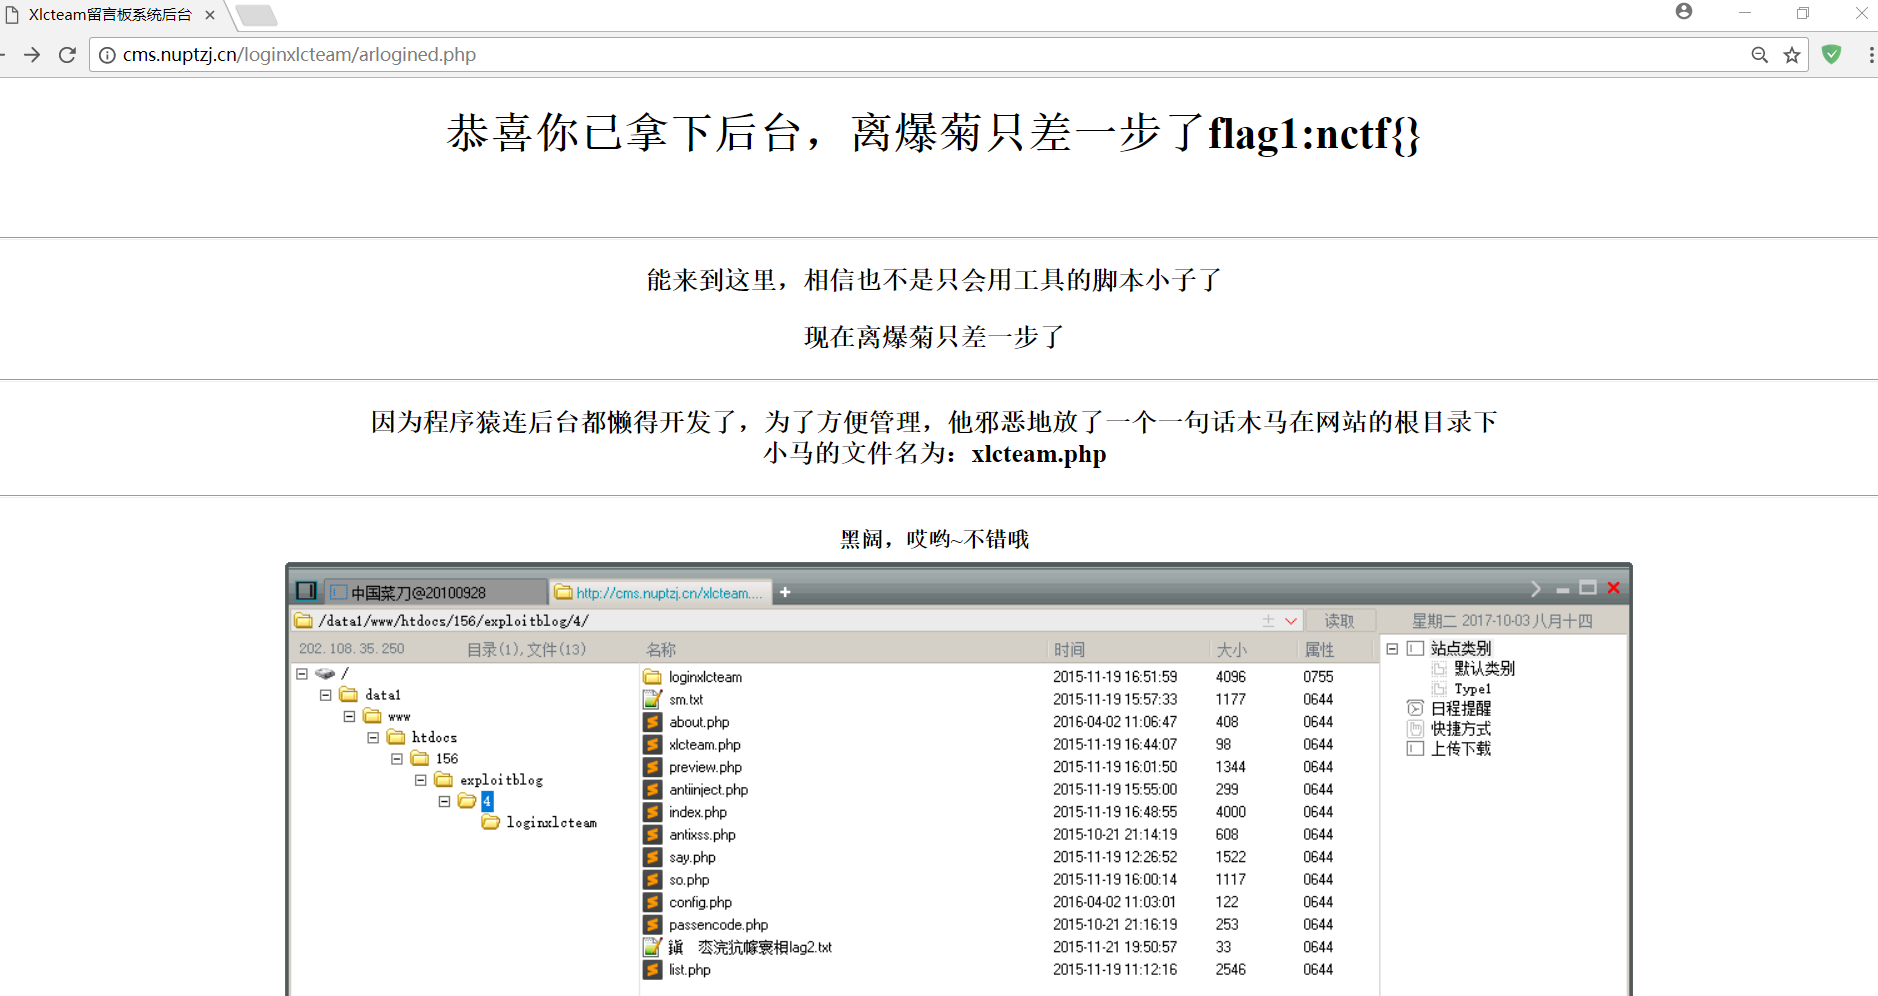 Xlcteam留言板系统后台
cms.nuptzj.cn/loginxlcteam/arlogined.php
恭喜你已拿下后台，离爆菊只差一步了flag1:nctf{}
能来到这里，相信也不是只会用工具的脚本小子了
现在离爆菊只差一步了
因为程序猿连后台都懒得开发了，为了方便管理，他邪恶地放了一个一句话木马在网站的根目录下
小马的文件名为：xlcteam.php
黑阔，哎哟~不错哦
中国菜刀@20100928 http://cms.nuptzj.cn/xlcteam.... +
/data1/www/htdocs/156/exploitblog/4/ 读取 星期二 2017-10-03 八月十四
202.108.35.250 目录(1),文件(13) 名称 时间 大小 属性
/
data1
www
htdocs
156
exploitblog
4
loginxlcteam
loginxlcteam 2015-11-19 16:51:59 4096 0755
sm.txt 2015-11-19 15:57:33 1177 0644
about.php 2016-04-02 11:06:47 408 0644
xlcteam.php 2015-11-19 16:44:07 98 0644
preview.php 2015-11-19 16:01:50 1344 0644
antiinject.php 2015-11-19 15:55:00 299 0644
index.php 2015-11-19 16:48:55 4000 0644
antixss.php 2015-10-21 21:14:19 608 0644
say.php 2015-11-19 12:26:52 1522 0644
so.php 2015-11-19 16:00:14 1117 0644
config.php 2016-04-02 11:03:01 122 0644
passencode.php 2015-10-21 21:16:19 253 0644
lag2.txt 2015-11-21 19:50:57 33 0644
list.php 2015-11-19 11:12:16 2546 0644
站点类别
默认类别
Type1
日程提醒
快捷方式
上传下载